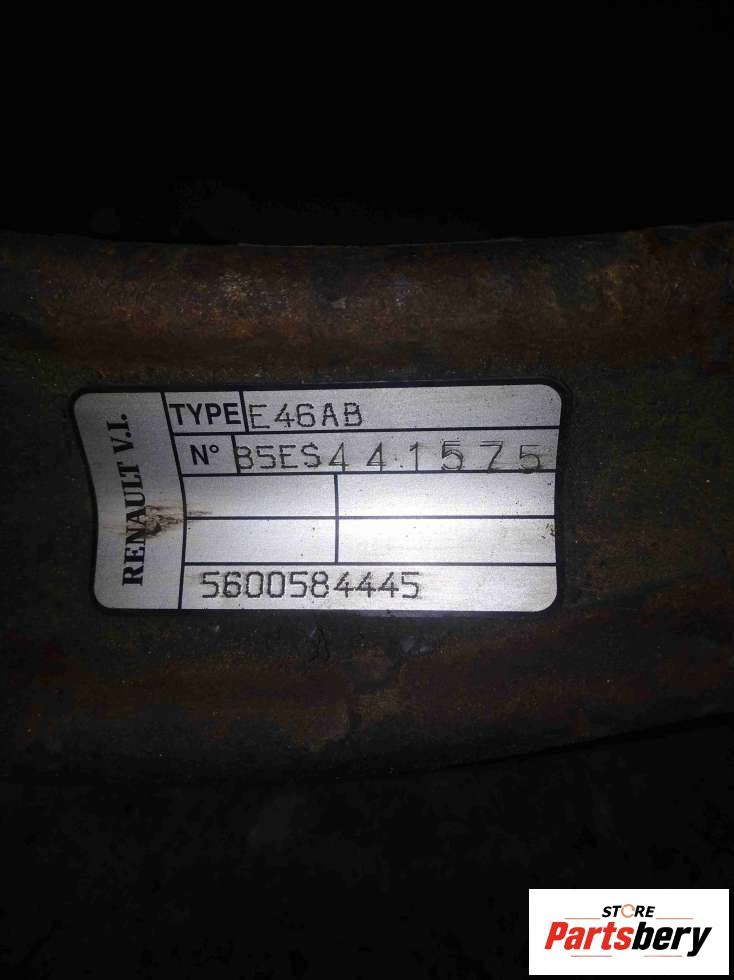 RENAULT V.I.
TYPE E46AB
N° B5ES441575
5600584445
STORE
Partsbery